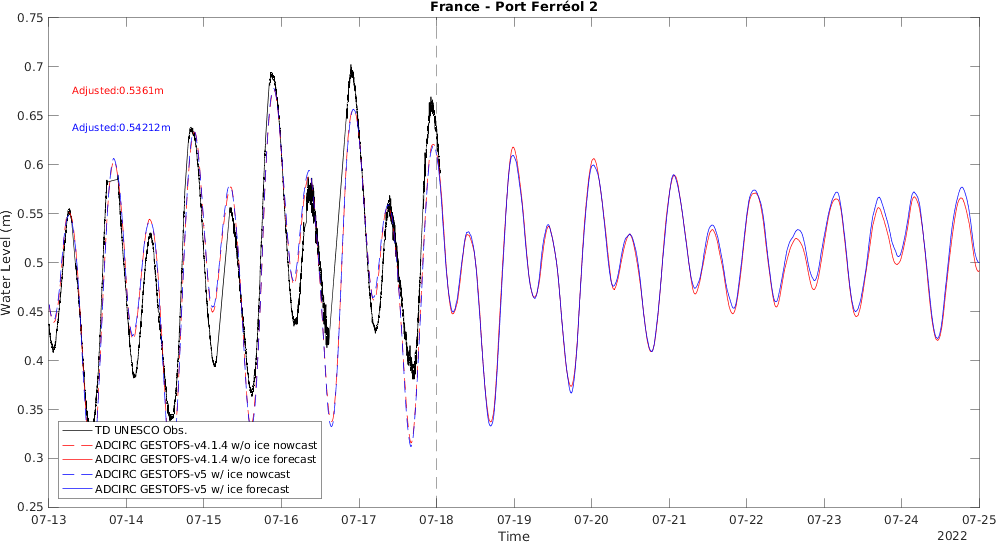 France - Port Ferréol 2
0.75
0.7
0.65
0.6
0.55
0.5
0.45
0.4
0.35
0.3
0.25
Water Level (m)
Adjusted:0.5361m
Adjusted:0.54212m
TD UNESCO Obs.
ADCIRC GESTOFS-v4.1.4 w/o ice nowcast
ADCIRC GESTOFS-v4.1.4 w/o ice forecast
ADCIRC GESTOFS-v5 w/ ice nowcast
ADCIRC GESTOFS-v5 w/ ice forecast
07-13 07-14 07-15 07-16 07-17 07-18 07-19 07-20 07-21 07-22 07-23 07-24 07-25
Time
2022